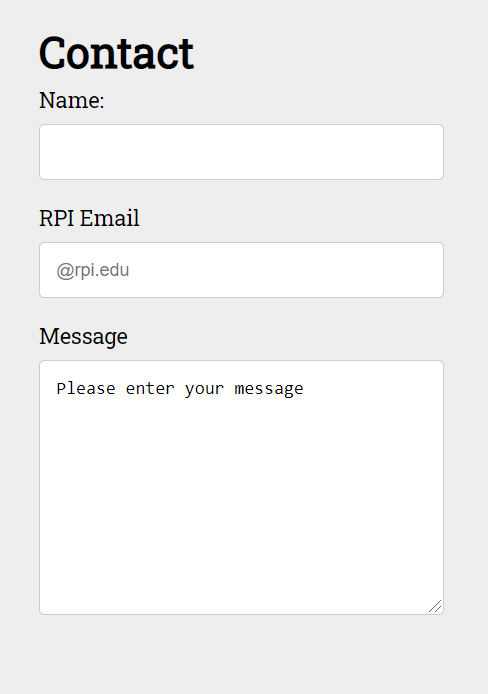 Contact
Name:
RPI Email
@rpi.edu
Message
Please enter your message